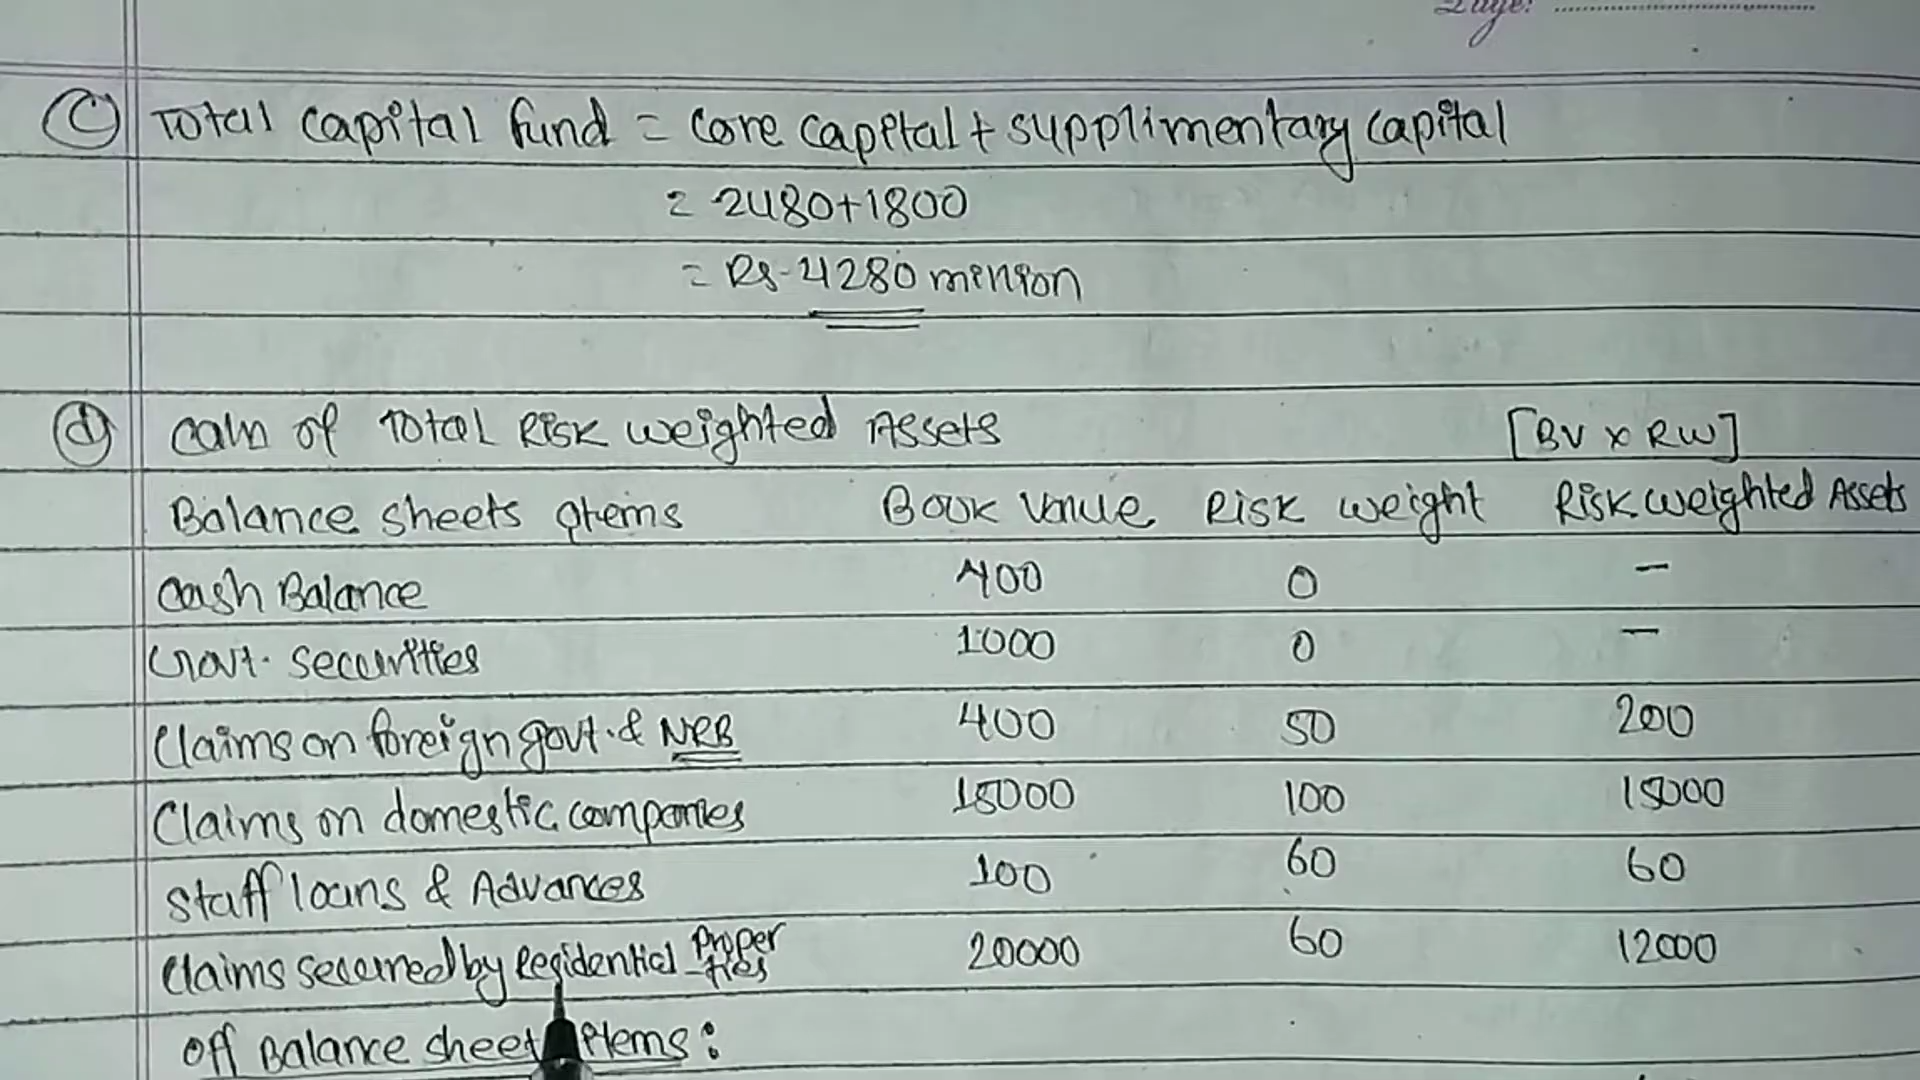 Page:
(C) Total capital fund = core capital + supplimentary capital
= 2480+1800
= Rs. 4280 million
(d) Caln of Total Risk weighted Assets [BV x RW]
Balance sheets items Book Value Risk weight Risk weighted Assets
Cash Balance 400 0 -
Govt. securities 1000 0 -
Claims on foreign govt. & NRB 400 50 200
Claims on domestic companies 15000 100 15000
Staff loans & Advances 100 60 60
Claims secured by Residential Proper-ties 20000 60 12000
Off Balance sheet items: